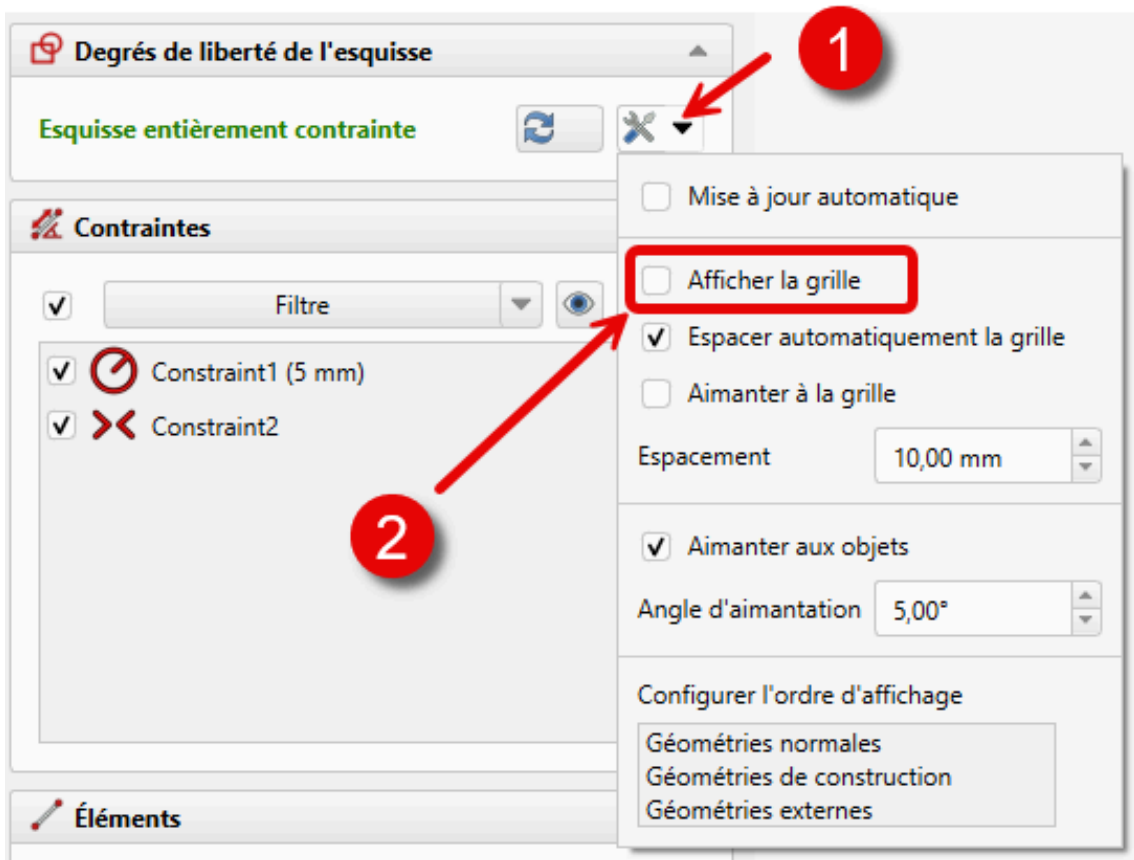 Degrés de liberté de l'esquisse
1
Esquisse entièrement contrainte
Mise à jour automatique
Contraintes
Afficher la grille
Filtre
Espacer automatiquement la grille
Constraint1 (5 mm)
Aimanter à la grille
Constraint2
Espacement 10,00 mm
2
Aimanter aux objets
Angle d'aimantation 5,00°
Configurer l'ordre d'affichage
Géométries normales
Géométries de construction
Géométries externes
Éléments